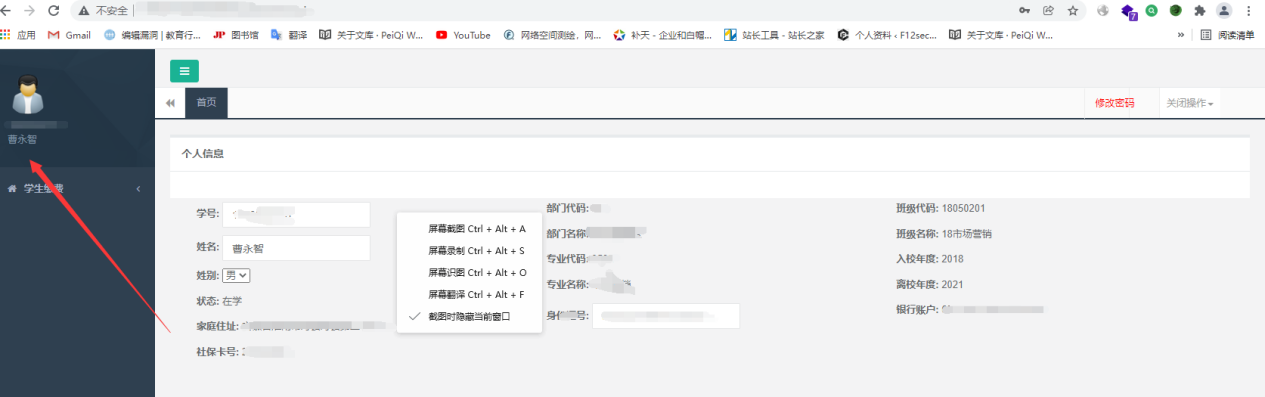 不安全
应用 Gmail 编辑漏洞 | 教育行... JP 图书馆 翻译 关于文库 · PeiQi W... YouTube 网络空间测绘，网... 补天 - 企业和白帽... 站长工具 - 站长之家 个人资料 ‹ F12sec... 关于文库 · PeiQi W... » 阅读清单
7
首页 修改密码 关闭操作
曹永智
个人信息
学生缴费
学号:
姓名: 曹永智
姓别: 男
状态: 在学
家庭住址:
社保卡号:
屏幕截图 Ctrl + Alt + A
屏幕录制 Ctrl + Alt + S
屏幕识图 Ctrl + Alt + O
屏幕翻译 Ctrl + Alt + F
截图时隐藏当前窗口
部门代码:
部门名称
专业代码:
专业名称:
身份证号:
班级代码: 18050201
班级名称: 18市场营销
入校年度: 2018
离校年度: 2021
银行账户: